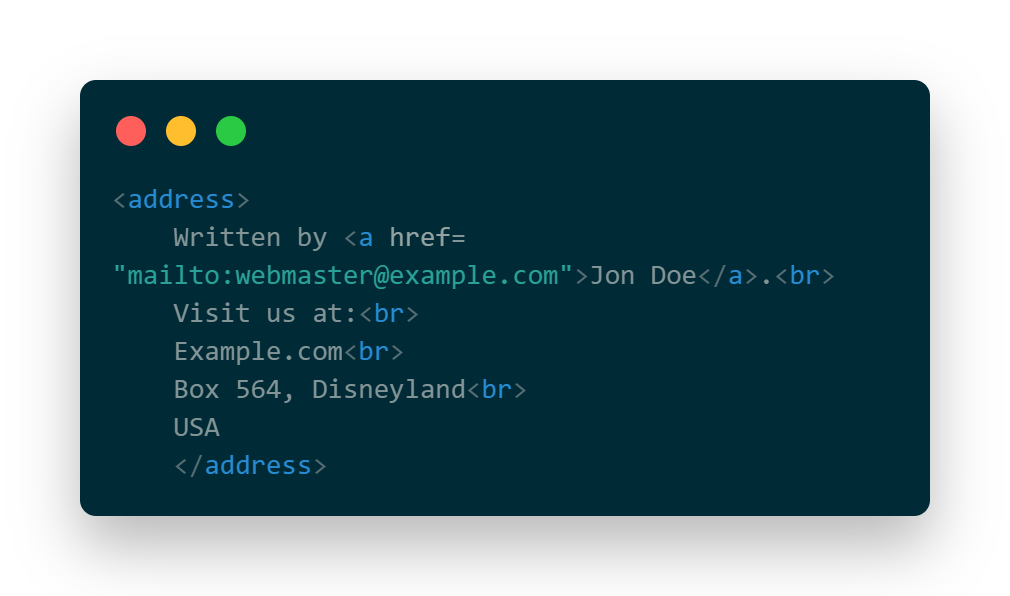 <address>
    Written by <a href=
"mailto:webmaster@example.com">Jon Doe</a>.<br>
    Visit us at:<br>
    Example.com<br>
    Box 564, Disneyland<br>
    USA
    </address>